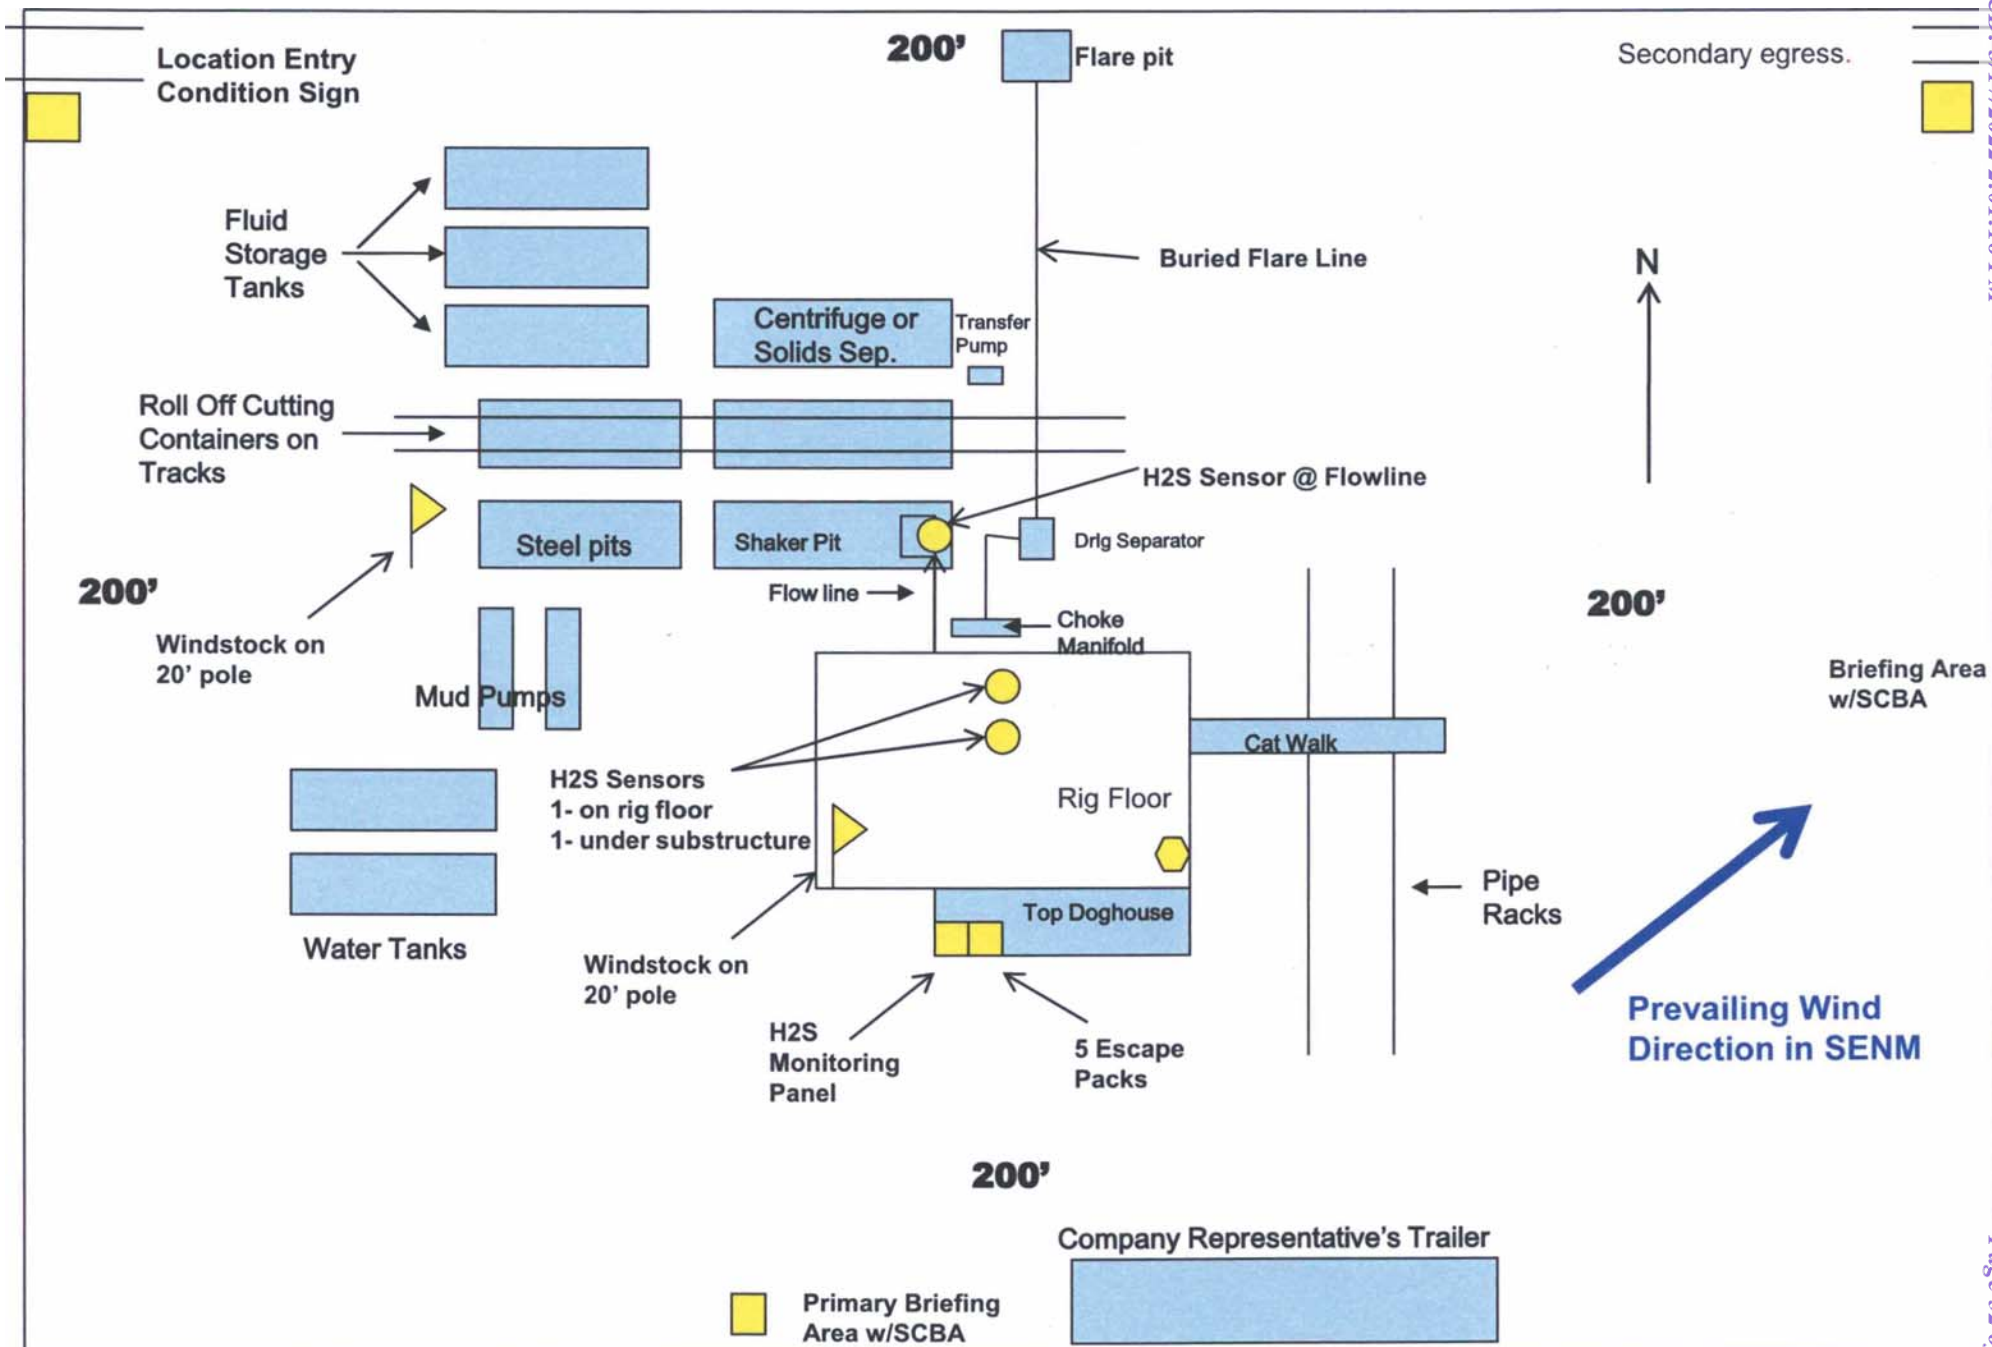 Location Entry
Condition Sign
200'
Flare pit
Secondary egress.
Fluid
Storage
Tanks
Buried Flare Line
N
Centrifuge or
Solids Sep.
Transfer
Pump
Roll Off Cutting
Containers on
Tracks
H2S Sensor @ Flowline
Steel pits
Shaker Pit
Drlg Separator
200'
Flow line
200'
Windstock on
20' pole
Choke
Manifold
Briefing Area
w/SCBA
Mud Pumps
Cat Walk
H2S Sensors
1- on rig floor
1- under substructure
Rig Floor
Pipe
Racks
Top Doghouse
Water Tanks
Windstock on
20' pole
Prevailing Wind
Direction in SENM
H2S
Monitoring
Panel
5 Escape
Packs
200'
Company Representative's Trailer
Primary Briefing
Area w/SCBA